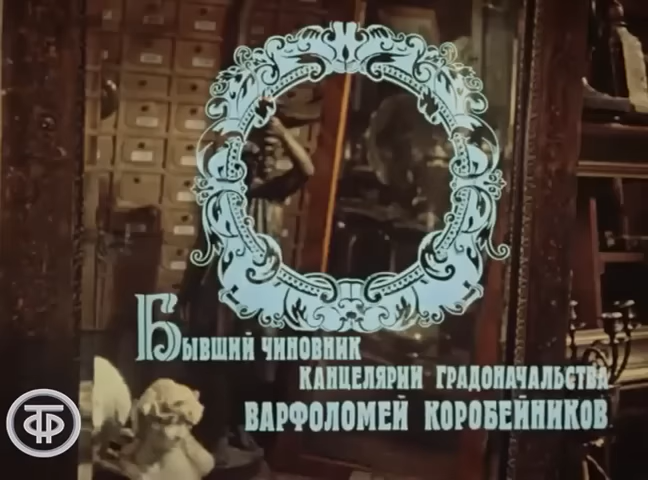 Бывший чиновник
канцелярии градоначальства
Варфоломей Коробейников